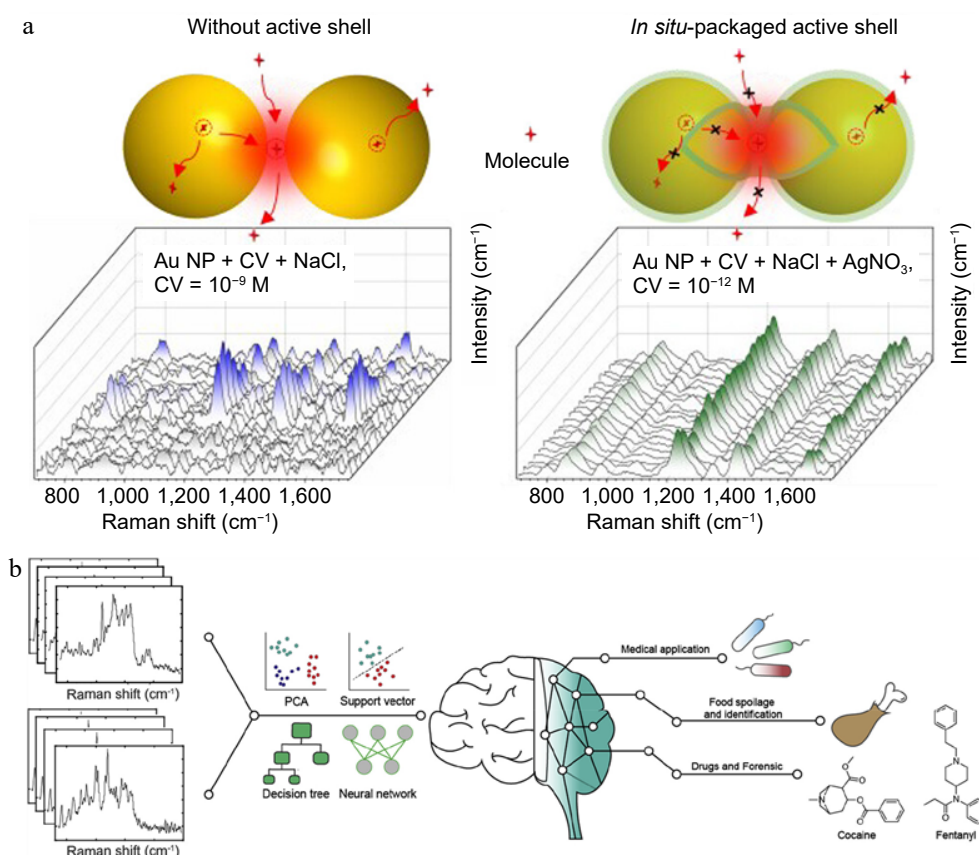 a
Without active shell
In situ-packaged active shell
Molecule
Au NP + CV + NaCl,
CV = 10⁻⁹ M
Intensity (cm⁻¹)
800 1,000 1,200 1,400 1,600
Raman shift (cm⁻¹)
Au NP + CV + NaCl + AgNO₃,
CV = 10⁻¹² M
Intensity (cm⁻¹)
800 1,000 1,200 1,400 1,600
Raman shift (cm⁻¹)
b
Raman shift (cm⁻¹)
Raman shift (cm⁻¹)
PCA
Support vector
Decision tree
Neural network
Medical application
Food spoilage
and identification
Drugs and Forensic
Cocaine
Fentanyl
O
O
N
O
O
N
O
N